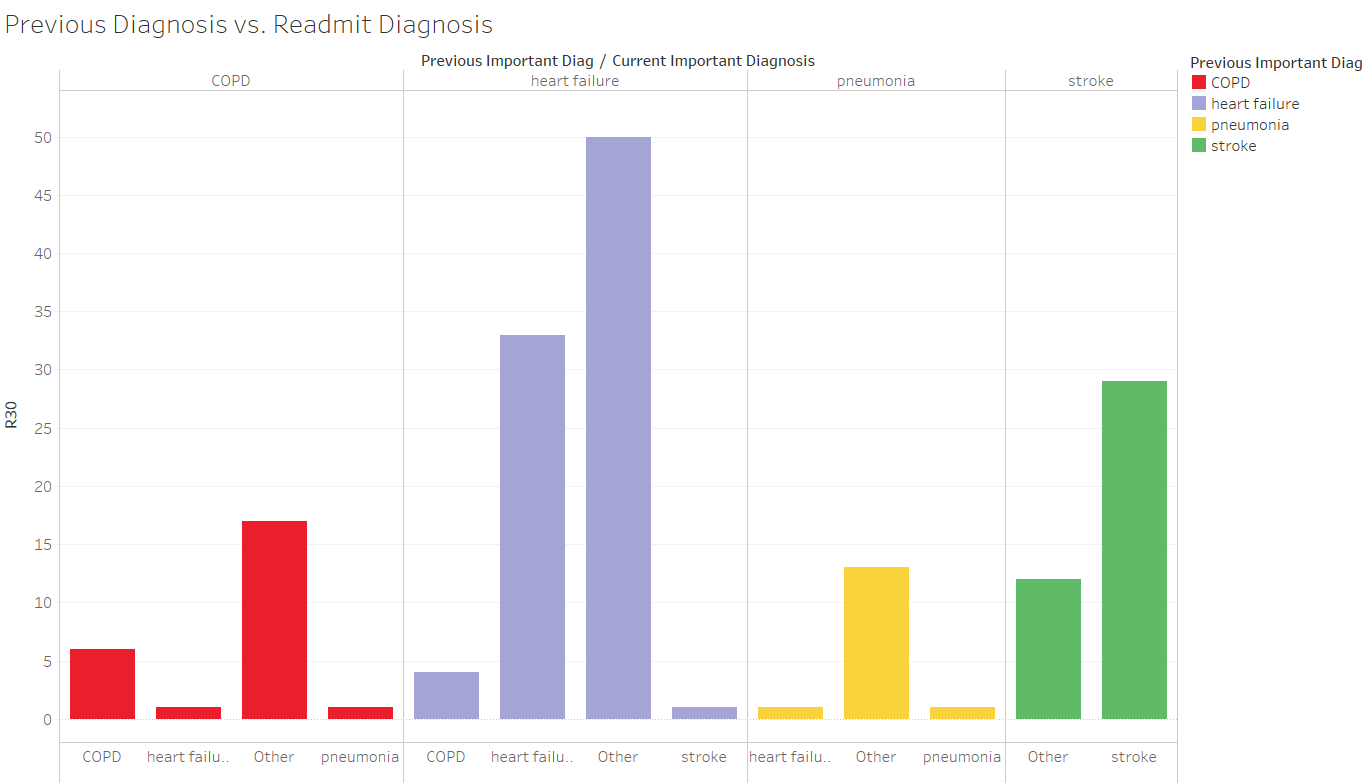 Previous Diagnosis vs. Readmit Diagnosis
Previous Important Diag / Current Important Diagnosis
COPD heart failure pneumonia stroke
Previous Important Diag
COPD
heart failure
pneumonia
stroke
R30
50
45
40
35
30
25
20
15
10
5
0
COPD heart failu.. Other pneumonia COPD heart failu.. Other stroke heart failu.. Other pneumonia Other stroke